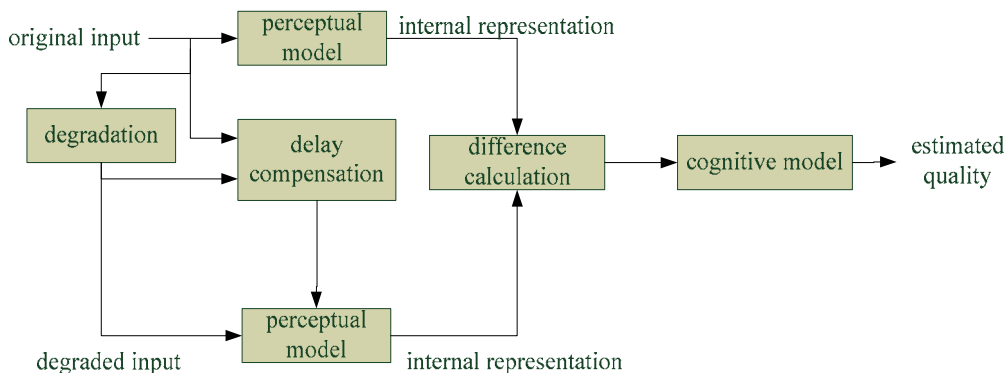 original input
perceptual
model
internal representation
degradation
delay
compensation
difference
calculation
cognitive model
estimated
quality
degraded input
perceptual
model
internal representation